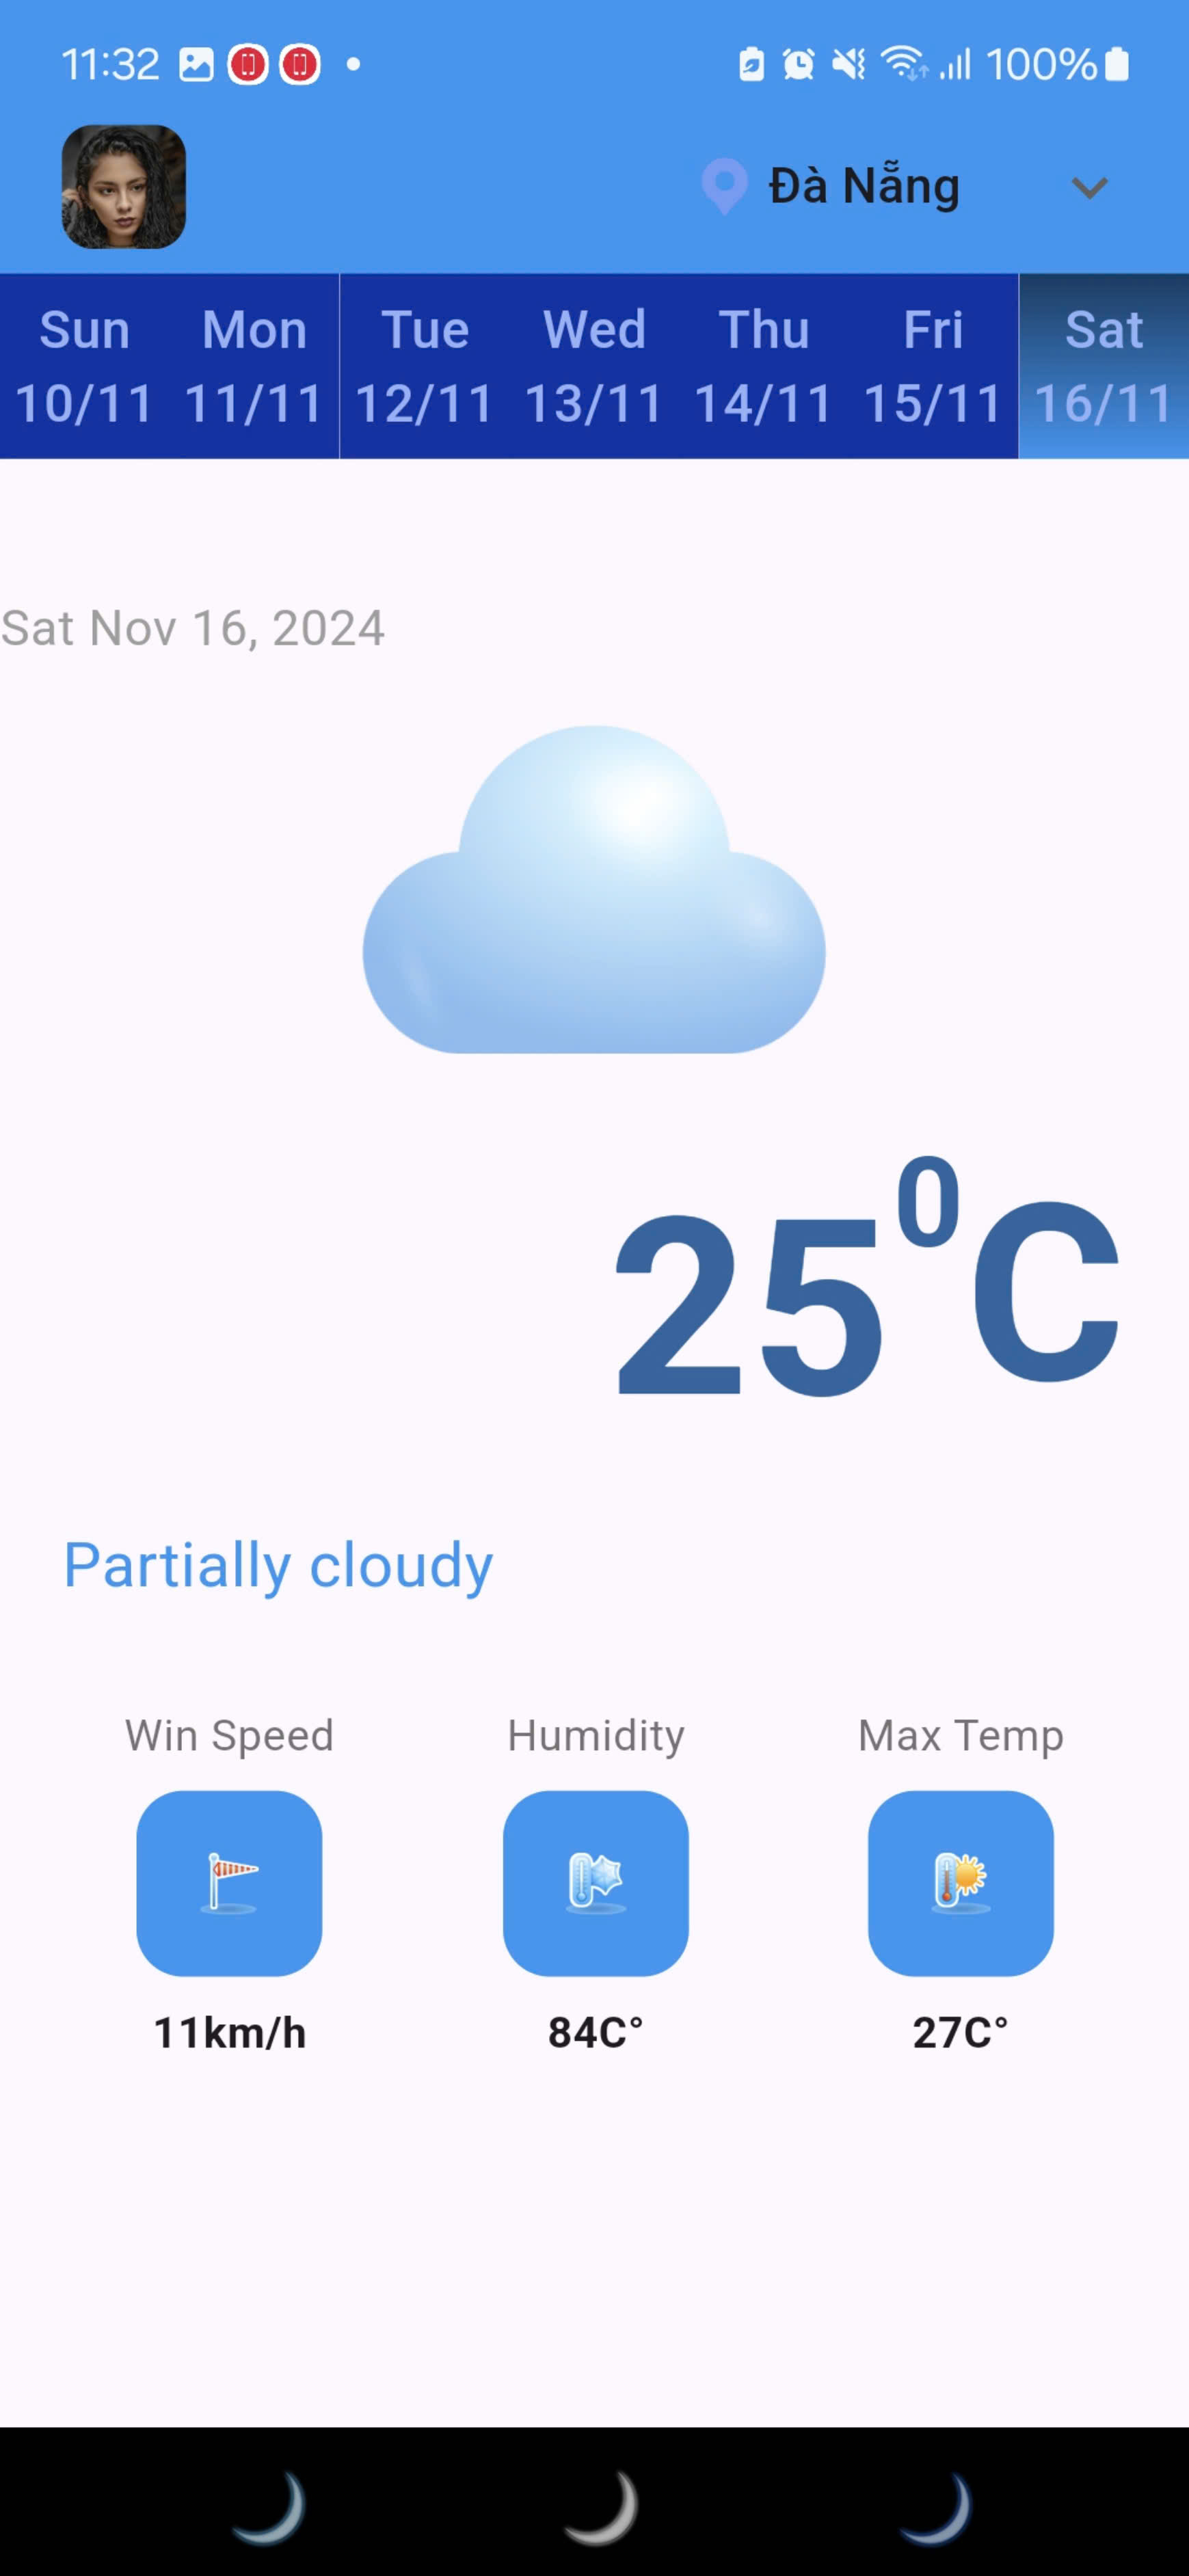 11:32 100%
Đà Nẵng
Sun Mon Tue Wed Thu Fri Sat
10/11 11/11 12/11 13/11 14/11 15/11 16/11
Sat Nov 16, 2024
25⁰C
Partially cloudy
Win Speed Humidity Max Temp
11km/h 84C° 27C°